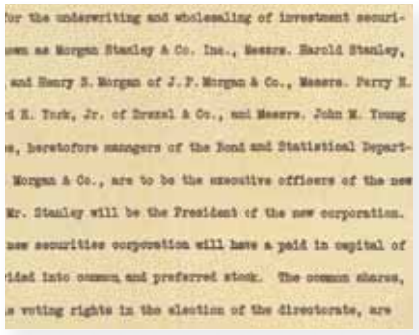 for the underwriting and wholesaling of investment securi-
own as Morgan Stanley & Co. Inc., Messrs. Harold Stanley,
and Henry S. Morgan of J.P. Morgan & Co., Messrs. Perry E.
d E. York, Jr. of Drexel & Co., and Messrs. John M. Young
s, heretofore managers of the Bond and Statistical Depart-
Morgan & Co., are to be the executive officers of the new
Mr. Stanley will be the President of the new corporation.
new securities corporation will have a paid in capital of
vided into common and preferred stock. The common shares,
e voting rights in the election of the directorate, are